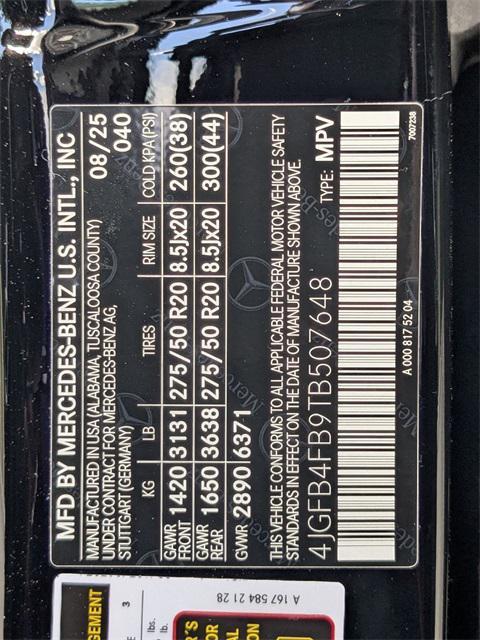 MFD BY MERCEDES-BENZ U.S. INTL., INC
MANUFACTURED IN USA (ALABAMA, TUSCALOOSA COUNTY) 08/25
UNDER CONTRACT FOR MERCEDES-BENZ AG,
STUTTGART (GERMANY) 040
KG LB TIRES RIM SIZE COLD KPA (PSI)
GAWR FRONT 1420 3131 275/50 R20 8.5Jx20 260(38)
GAWR REAR 1650 3638 275/50 R20 8.5Jx20 300(44)
GVWR 2890 6371
THIS VEHICLE CONFORMS TO ALL APPLICABLE FEDERAL MOTOR VEHICLE SAFETY
STANDARDS IN EFFECT ON THE DATE OF MANUFACTURE SHOWN ABOVE.
4JGFB4FB9TB507648 TYPE: MPV
A 000 817 52 04
7007238
A 167 584 21 28